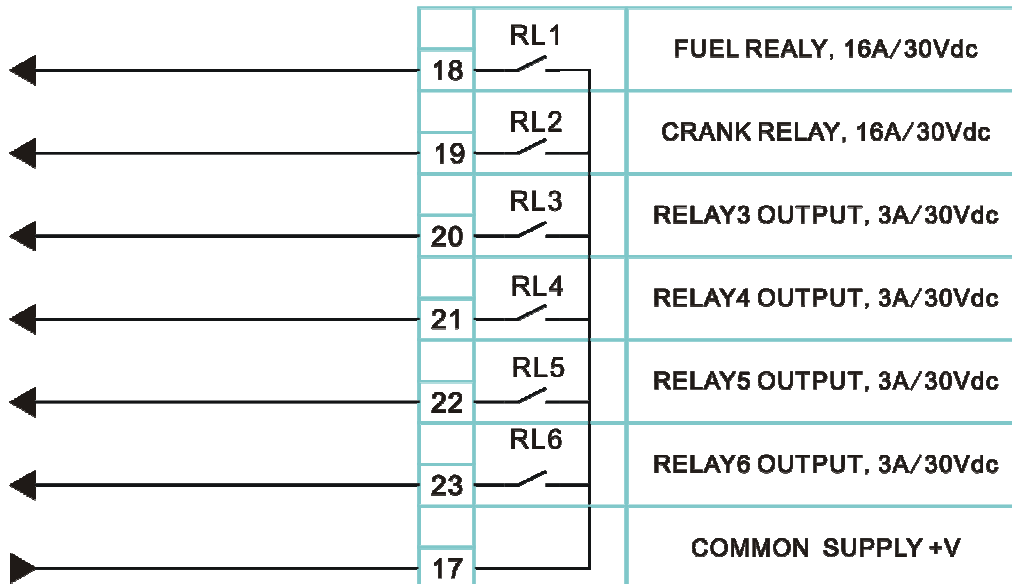 RL1
18
FUEL REALY, 16A/30Vdc
RL2
19
CRANK RELAY, 16A/30Vdc
RL3
20
RELAY3 OUTPUT, 3A/30Vdc
RL4
21
RELAY4 OUTPUT, 3A/30Vdc
RL5
22
RELAY5 OUTPUT, 3A/30Vdc
RL6
23
RELAY6 OUTPUT, 3A/30Vdc
17
COMMON SUPPLY +V